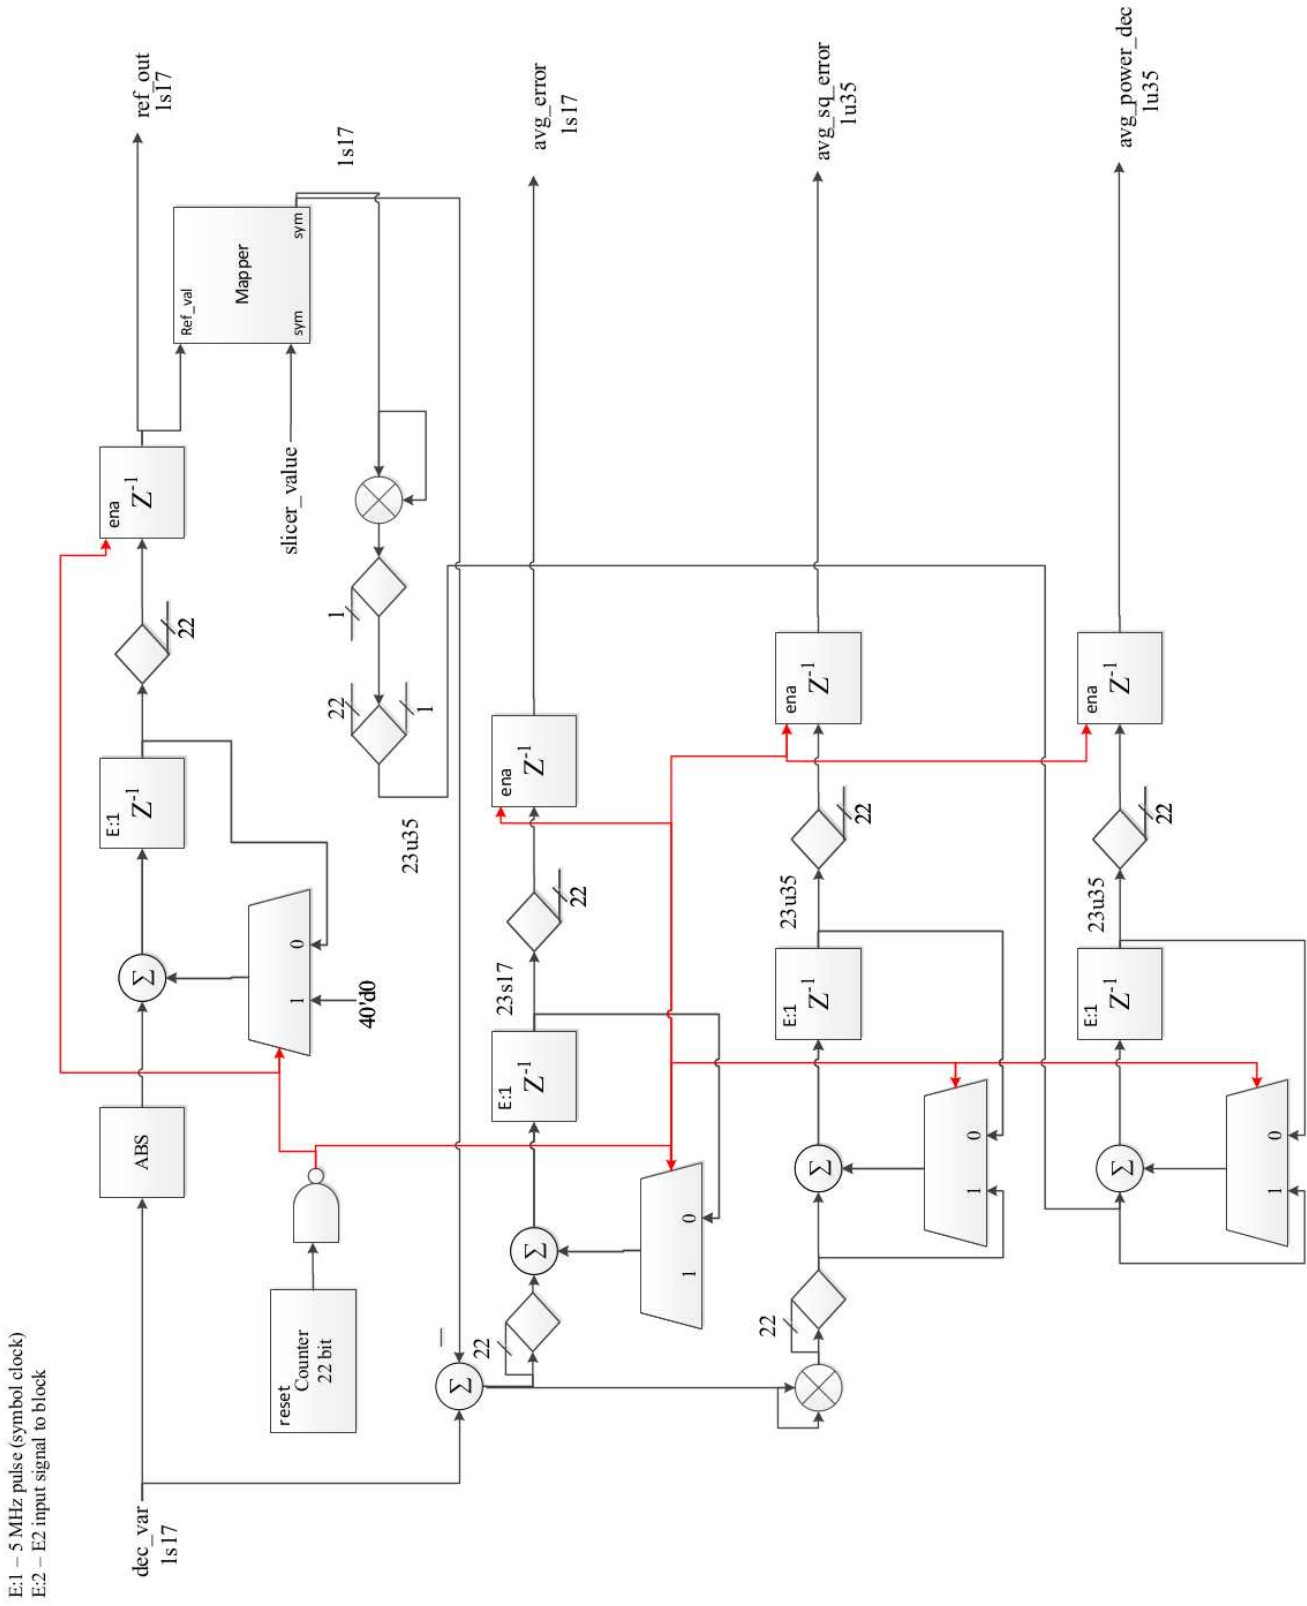 E:1 – 5 MHz pulse (symbol clock)
E:2 – E2 input signal to block
dec_var
1s17
ABS
Σ
E:1
Z-1
22
ena
Z-1
ref_out
1s17
1
0
40'd0
reset
Counter
22 bit
Ref_val
Mapper
sym
sym
slicer_value
1s17
1
22
1
23u35
Σ
—
22
Σ
1
0
E:1
Z-1
23s17
22
ena
Z-1
avg_error
1s17
22
Σ
1
0
E:1
Z-1
23u35
22
ena
Z-1
avg_sq_error
1u35
Σ
1
0
E:1
Z-1
23u35
22
ena
Z-1
avg_power_dec
1u35